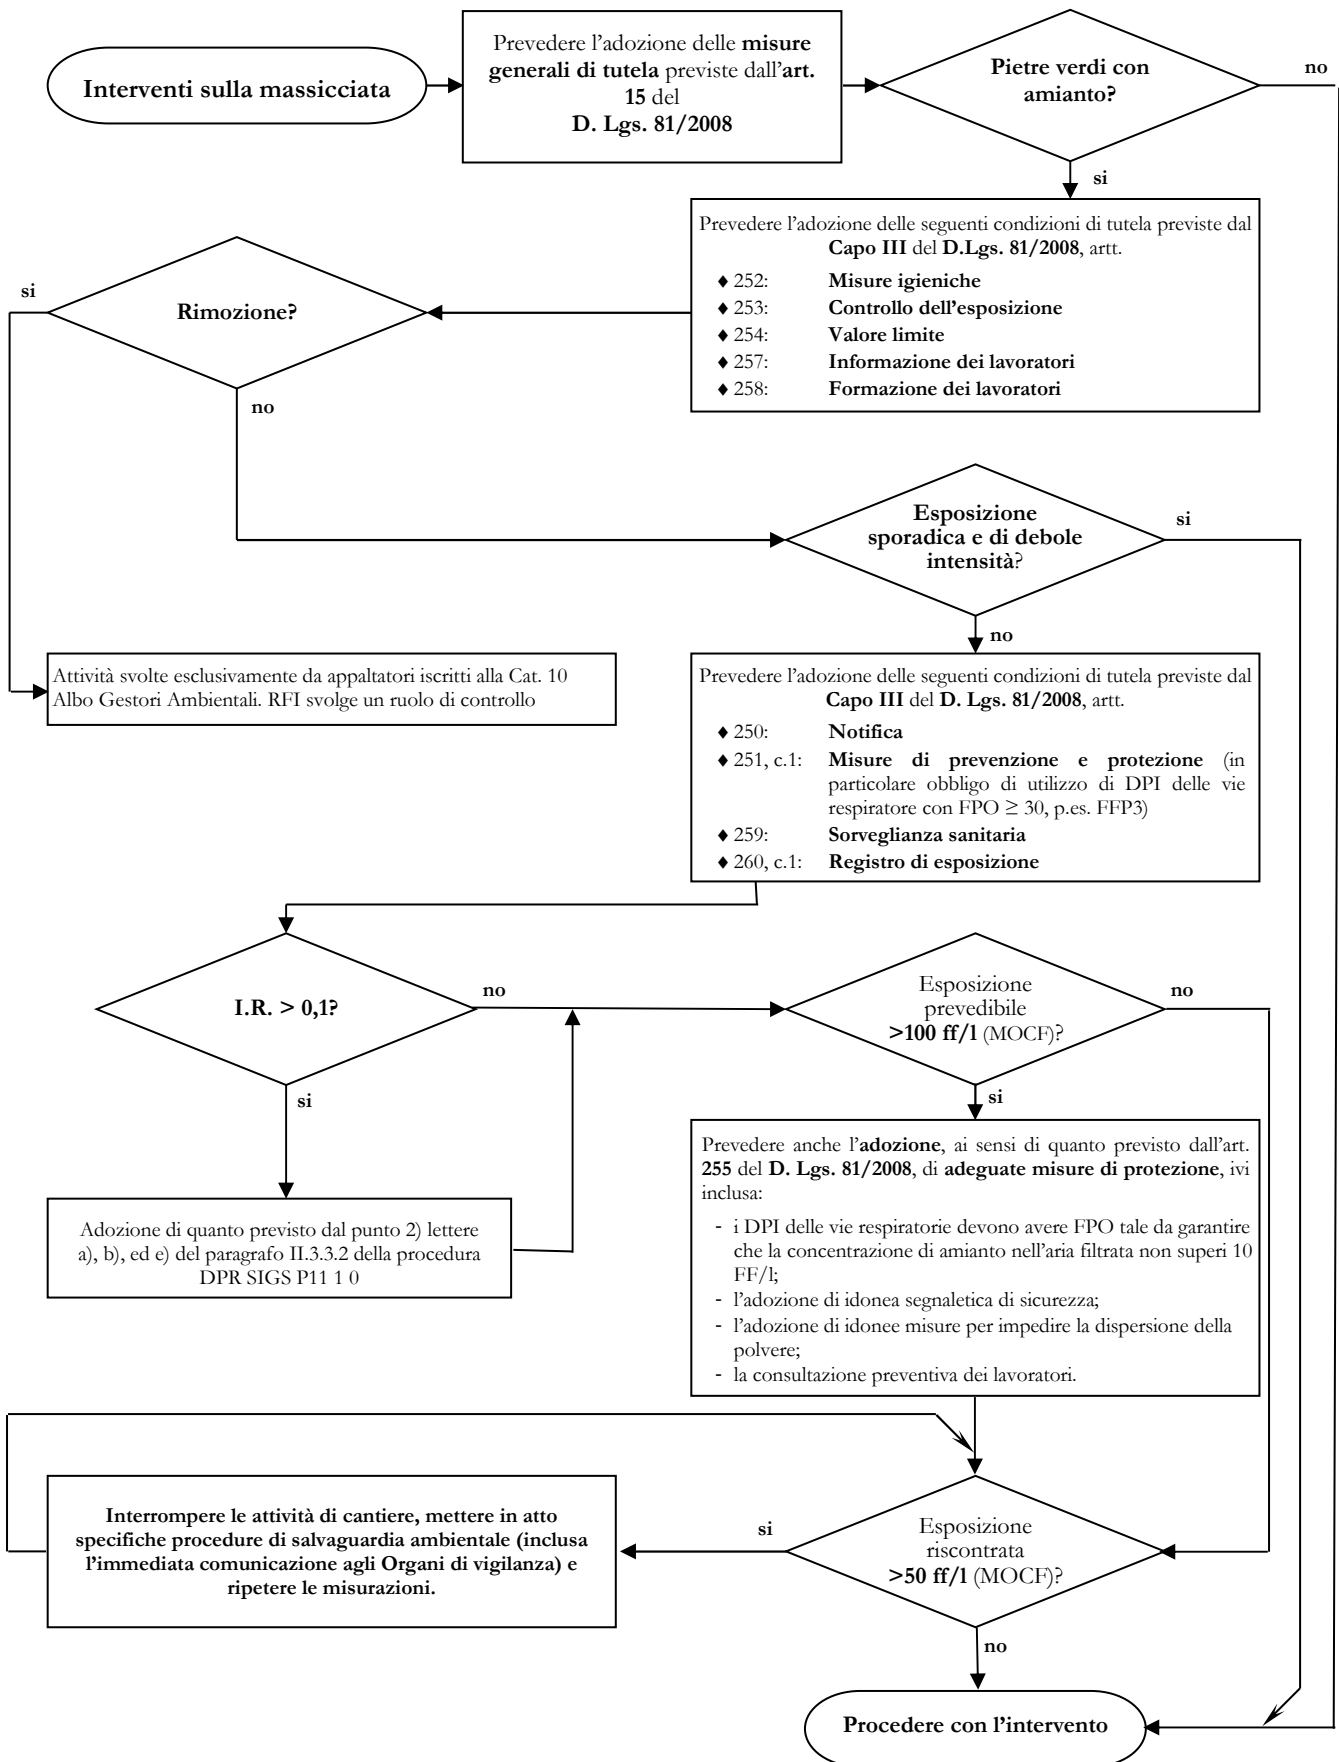 Interventi sulla massicciata
Prevedere l’adozione delle misure
generali di tutela previste dall’art.
15 del
D. Lgs. 81/2008
Pietre verdi con
amianto?
no
si
Prevedere l’adozione delle seguenti condizioni di tutela previste dal
Capo III del D.Lgs. 81/2008, artt.
♦ 252: Misure igieniche
♦ 253: Controllo dell’esposizione
♦ 254: Valore limite
♦ 257: Informazione dei lavoratori
♦ 258: Formazione dei lavoratori
si
Rimozione?
no
Esposizione
sporadica e di debole
intensità?
si
no
Attività svolte esclusivamente da appaltatori iscritti alla Cat. 10
Albo Gestori Ambientali. RFI svolge un ruolo di controllo
Prevedere l’adozione delle seguenti condizioni di tutela previste dal
Capo III del D. Lgs. 81/2008, artt.
♦ 250: Notifica
♦ 251, c.1: Misure di prevenzione e protezione (in
particolare obbligo di utilizzo di DPI delle vie
respiratore con FPO ≥ 30, p.es. FFP3)
♦ 259: Sorveglianza sanitaria
♦ 260, c.1: Registro di esposizione
I.R. > 0,1?
no
si
Esposizione
prevedibile
>100 ff/l (MOCF)?
no
si
Adozione di quanto previsto dal punto 2) lettere
a), b), ed e) del paragrafo II.3.3.2 della procedura
DPR SIGS P11 1 0
Prevedere anche l’adozione, ai sensi di quanto previsto dall’art.
255 del D. Lgs. 81/2008, di adeguate misure di protezione, ivi
inclusa:
- i DPI delle vie respiratorie devono avere FPO tale da garantire
che la concentrazione di amianto nell’aria filtrata non superi 10
FF/l;
- l’adozione di idonea segnaletica di sicurezza;
- l’adozione di idonee misure per impedire la dispersione della
polvere;
- la consultazione preventiva dei lavoratori.
Interrompere le attività di cantiere, mettere in atto
specifiche procedure di salvaguardia ambientale (inclusa
l’immediata comunicazione agli Organi di vigilanza) e
ripetere le misurazioni.
si
Esposizione
riscontrata
>50 ff/l (MOCF)?
no
Procedere con l’intervento